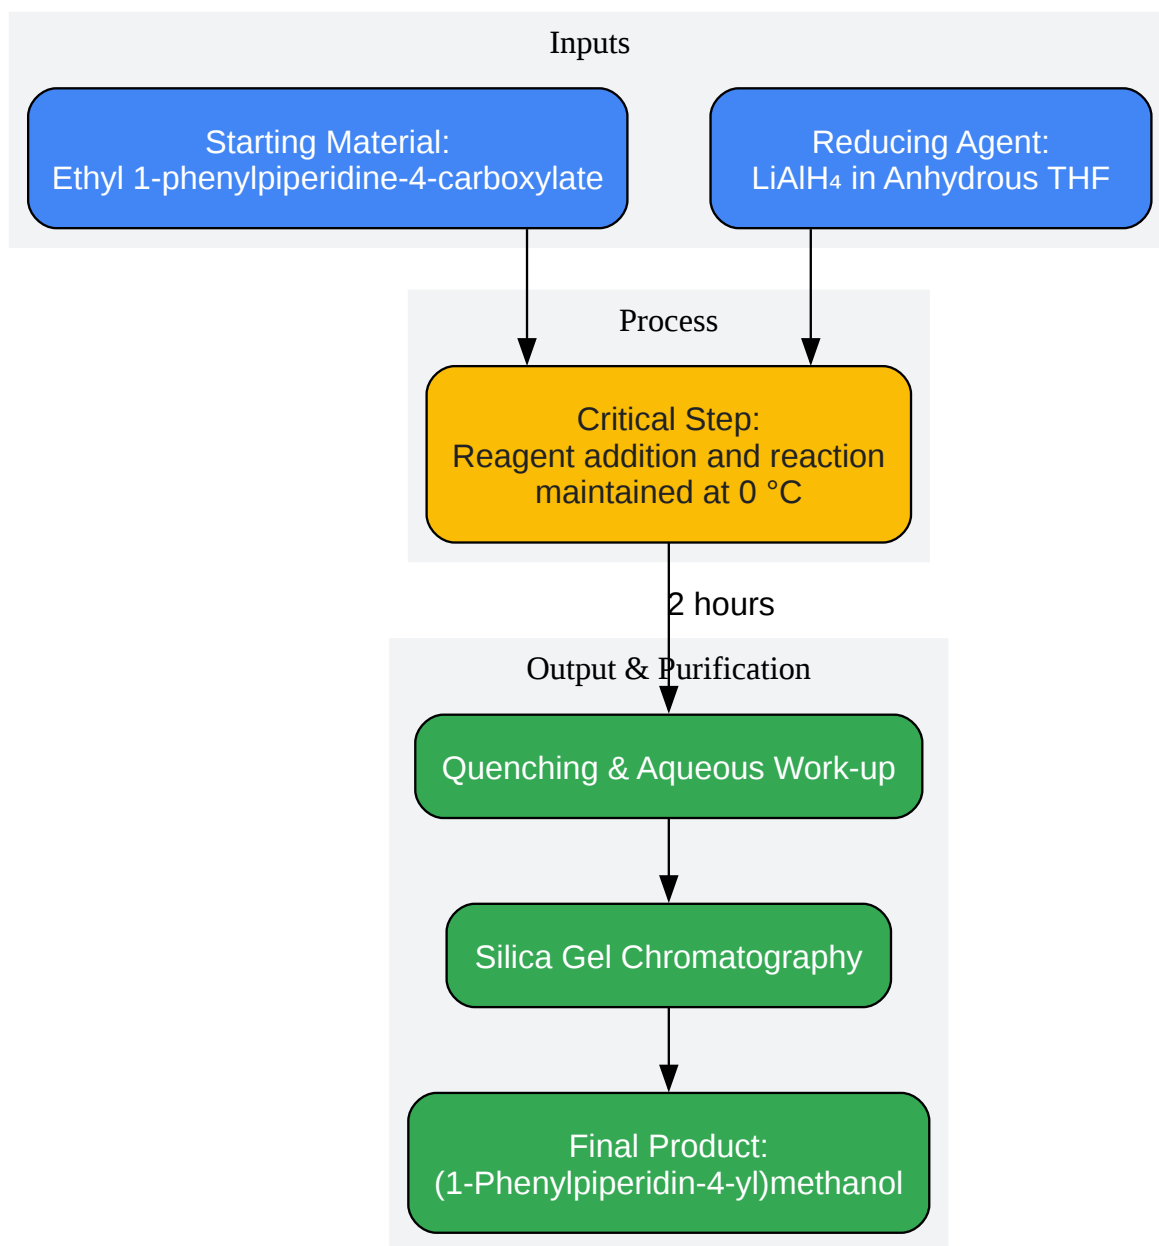 Inputs
Starting Material:
Ethyl 1-phenylpiperidine-4-carboxylate
Reducing Agent:
LiAlH₄ in Anhydrous THF
Process
Critical Step:
Reagent addition and reaction
maintained at 0 °C
2 hours
Output & Purification
Quenching & Aqueous Work-up
Silica Gel Chromatography
Final Product:
(1-Phenylpiperidin-4-yl)methanol